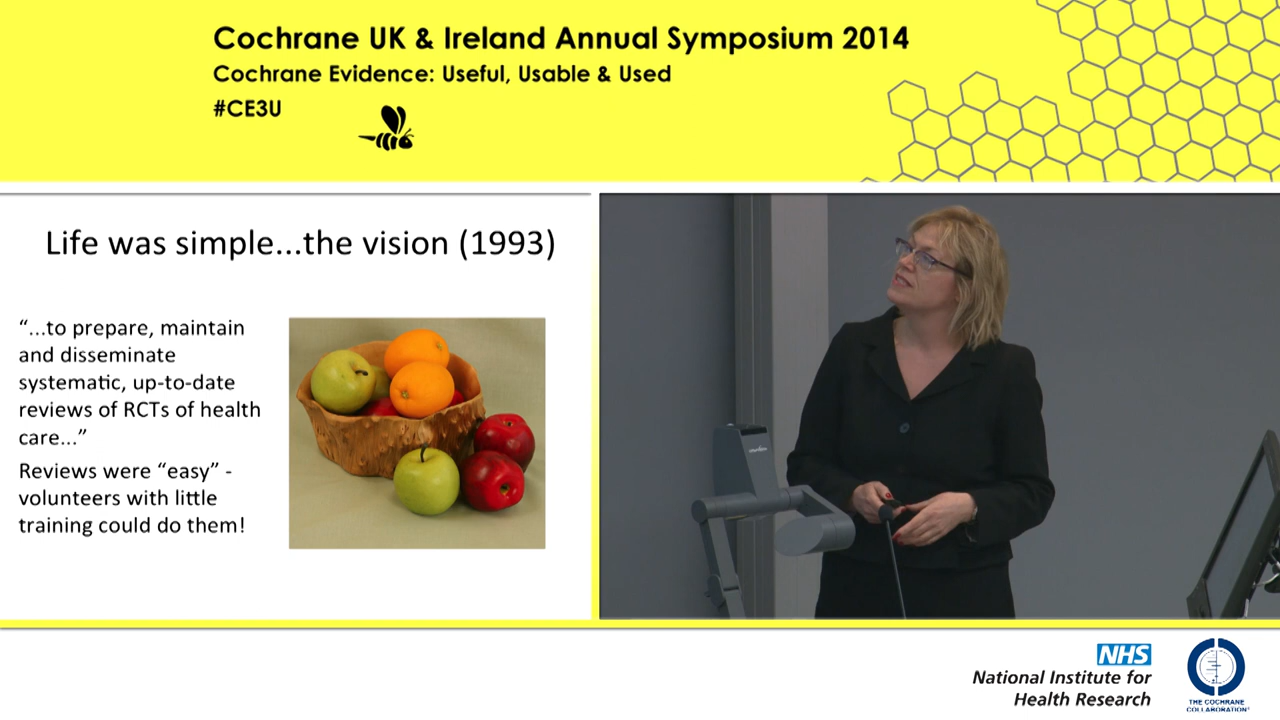 Cochrane UK & Ireland Annual Symposium 2014
Cochrane Evidence: Useful, Usable & Used
#CE3U
Life was simple...the vision (1993)
“...to prepare, maintain
and disseminate
systematic, up-to-date
reviews of RCTs of health
care...”
Reviews were “easy” -
volunteers with little
training could do them!
NHS
National Institute for
Health Research
THE COCHRANE
COLLABORATION®